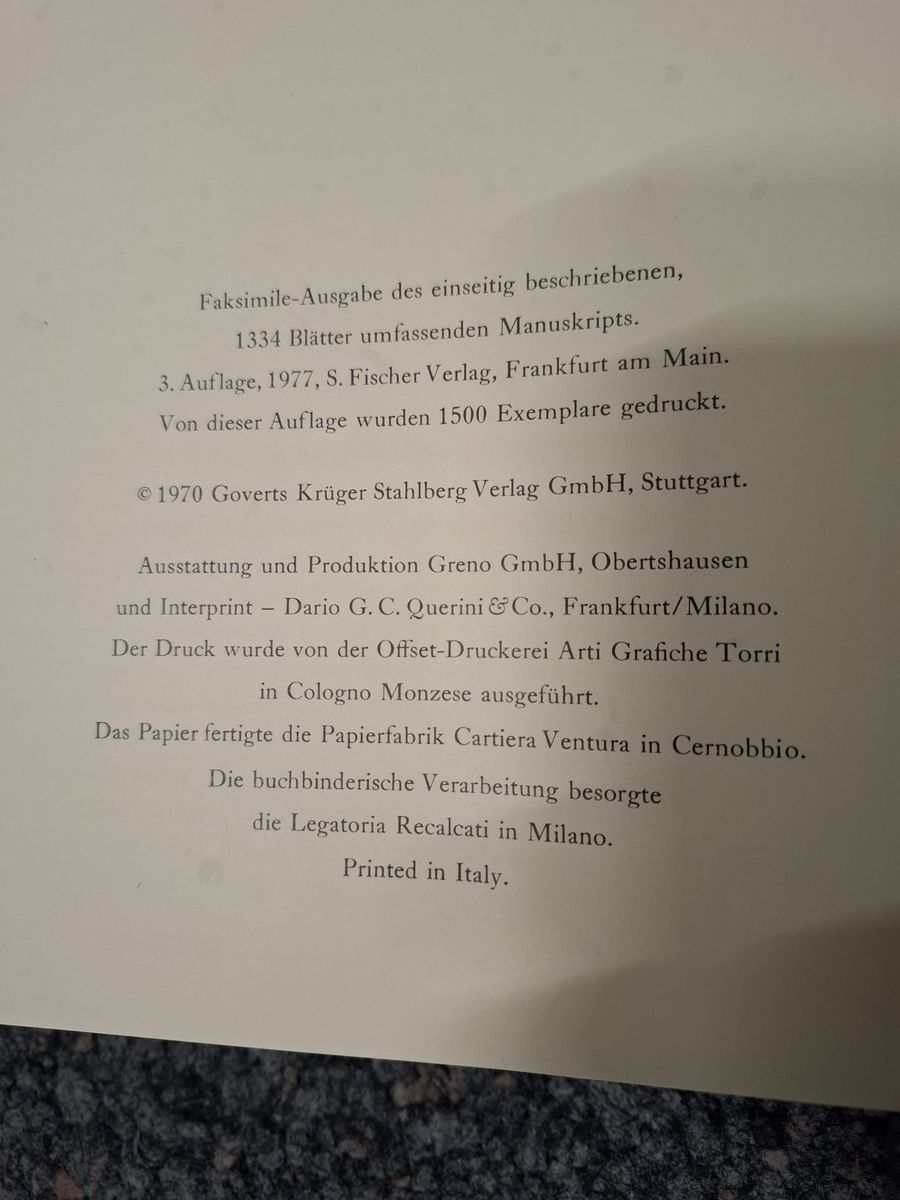 Faksimile-Ausgabe des einseitig beschriebenen,
1334 Blätter umfassenden Manuskripts.
3. Auflage, 1977, S. Fischer Verlag, Frankfurt am Main.
Von dieser Auflage wurden 1500 Exemplare gedruckt.
© 1970 Goverts Krüger Stahlberg Verlag GmbH, Stuttgart.
Ausstattung und Produktion Greno GmbH, Obertshausen
und Interprint – Dario G. C. Querini & Co., Frankfurt/Milano.
Der Druck wurde von der Offset-Druckerei Arti Grafiche Torri
in Cologno Monzese ausgeführt.
Das Papier fertigte die Papierfabrik Cartiera Ventura in Cernobbio.
Die buchbinderische Verarbeitung besorgte
die Legatoria Recalcati in Milano.
Printed in Italy.